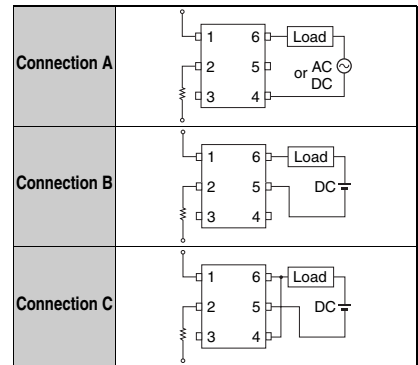 Connection A
1 6 Load
2 5 or AC
DC
3 4
Connection B
1 6 Load
2 5 DC
3 4
Connection C
1 6 Load
2 5 DC
3 4